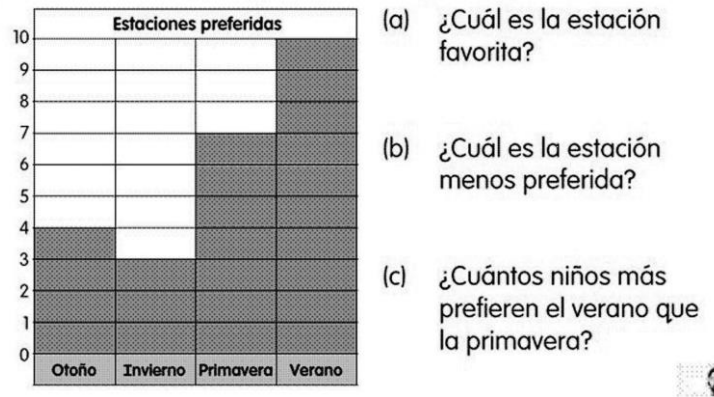 Estaciones preferidas
10
9
8
7
6
5
4
3
2
1
0
Otoño Invierno Primavera Verano
(a) ¿Cuál es la estación
favorita?
(b) ¿Cuál es la estación
menos preferida?
(c) ¿Cuántos niños más
prefieren el verano que
la primavera?